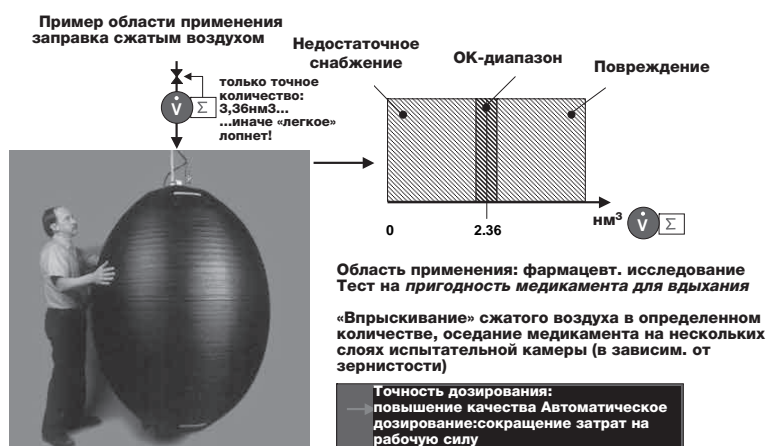 Пример области применения
заправка сжатым воздухом
только точное
количество:
3,36нм3...
...иначе «легкое»
лопнет!
V̇
Σ
Недостаточное
снабжение
ОК-диапазон
Повреждение
0
2.36
нм³
V̇
Σ
Область применения: фармацевт. исследование
Тест на пригодность медикамента для вдыхания
«Впрыскивание» сжатого воздуха в определенном
количестве, оседание медикамента на нескольких
слоях испытательной камеры (в зависим. от
зернистости)
Точность дозирования:
повышение качества Автоматическое
дозирование:сокращение затрат на
рабочую силу